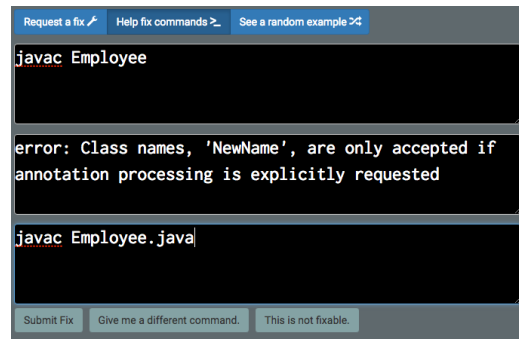 Request a fix
Help fix commands
See a random example
javac Employee
error: Class names, 'NewName', are only accepted if
annotation processing is explicitly requested
javac Employee.java
Submit Fix
Give me a different command.
This is not fixable.